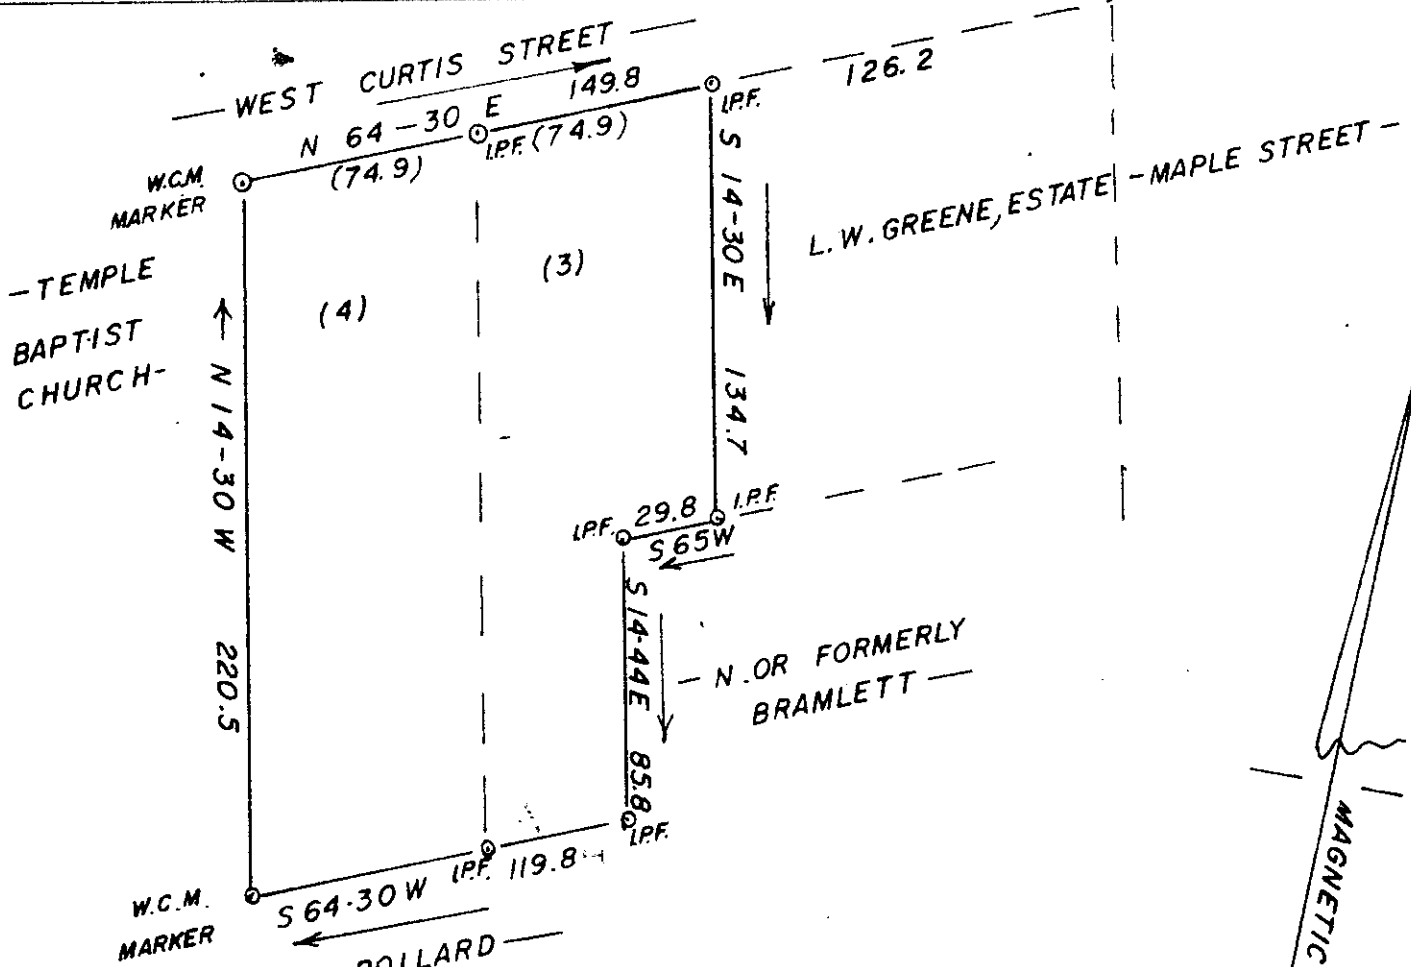 — WEST CURTIS STREET —
N 64-30 E 149.8
(74.9)
I.P.F. (74.9)
I.P.F.
126.2
W.C.M.
MARKER
— TEMPLE
BAPTIST
CHURCH-
(4)
(3)
S 14-30 E 134.7
L.W. GREENE, ESTATE
- MAPLE STREET -
N 14-30 W 220.5
I.P.F. 29.8 I.P.F.
S 65 W
S 14-44 E 85.8
— N. OR FORMERLY
BRAMLETT —
I.P.F.
I.P.F. 119.8
S 64-30 W
W.C.M.
MARKER
POLLARD —
MAGNETIC